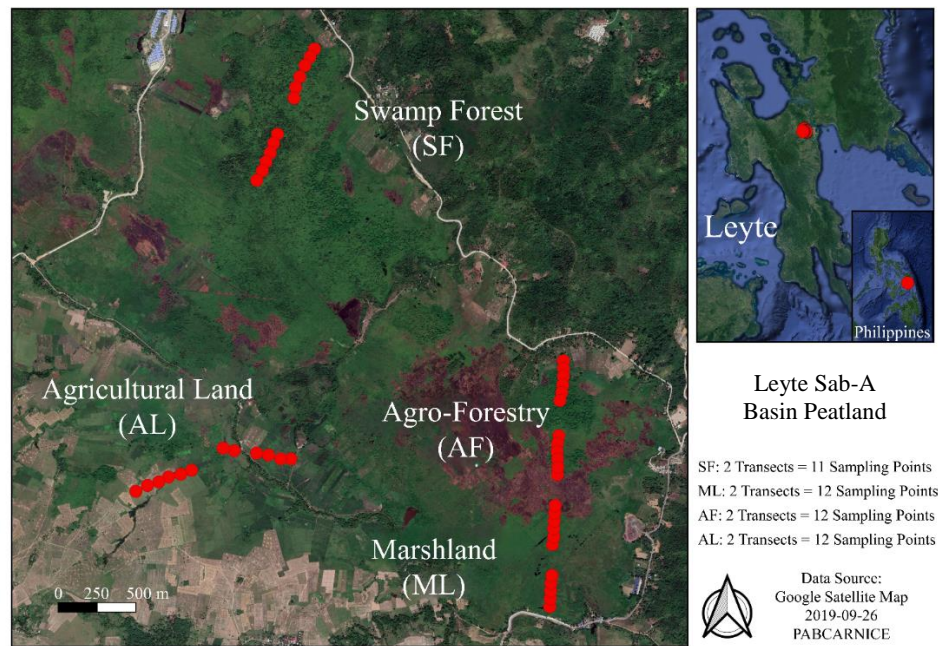 Swamp Forest
(SF)
Agricultural Land
(AL)
Agro-Forestry
(AF)
Marshland
(ML)
0 250 500 m
Leyte
Philippines
Leyte Sab-A
Basin Peatland
SF: 2 Transects = 11 Sampling Points
ML: 2 Transects = 12 Sampling Points
AF: 2 Transects = 12 Sampling Points
AL: 2 Transects = 12 Sampling Points
Data Source:
Google Satellite Map
2019-09-26
PABCARNICE